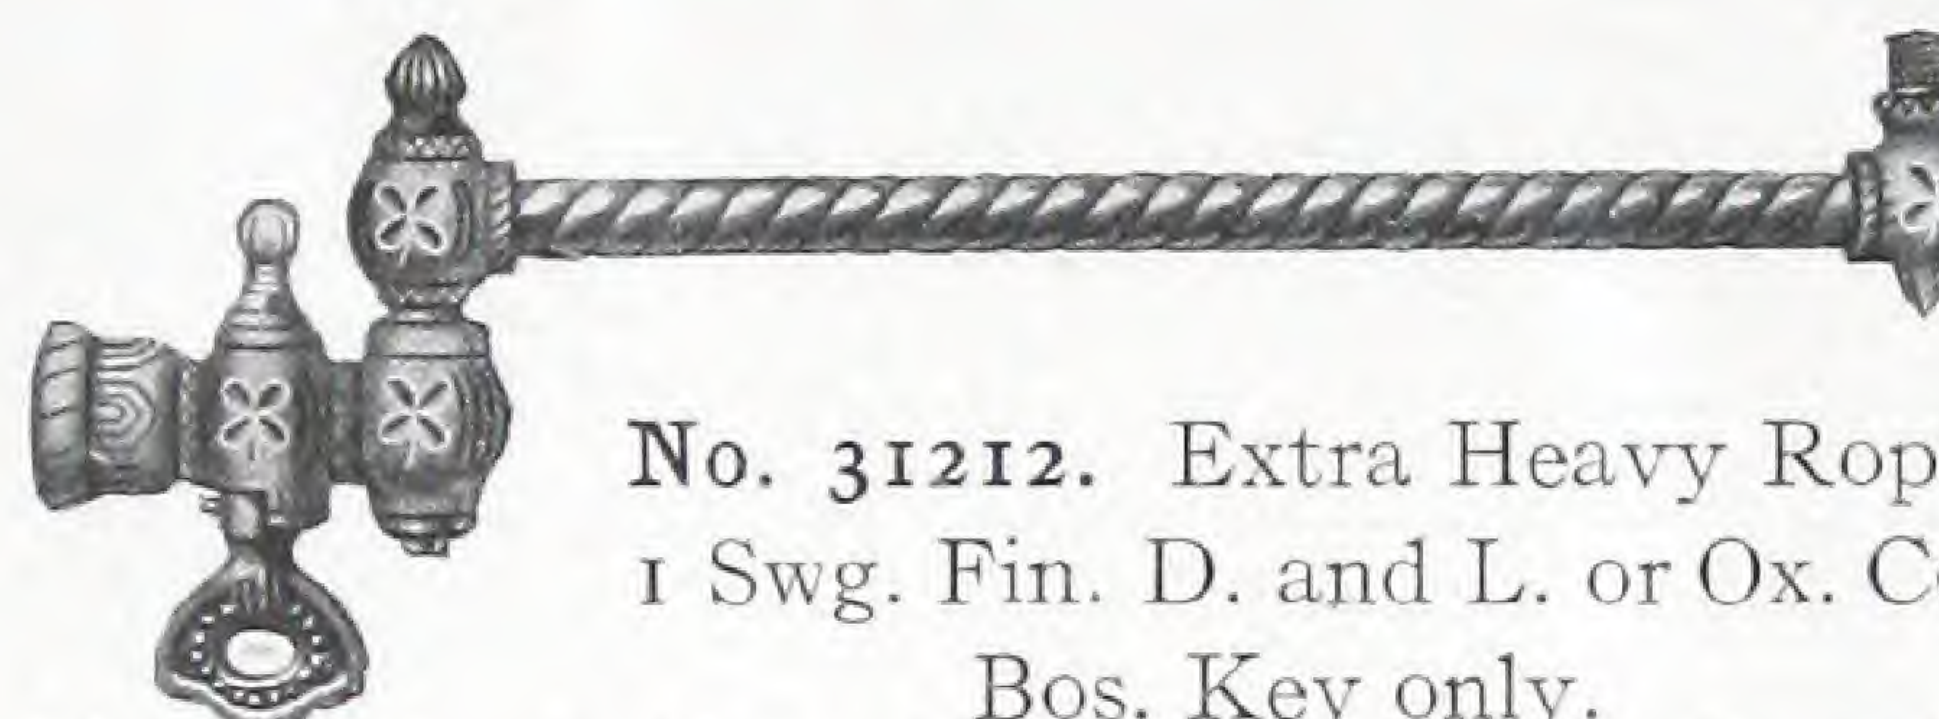 No. 31212. Extra Heavy Rop
1 Swg. Fin. D. and L. or Ox. C
Bos. Key only.